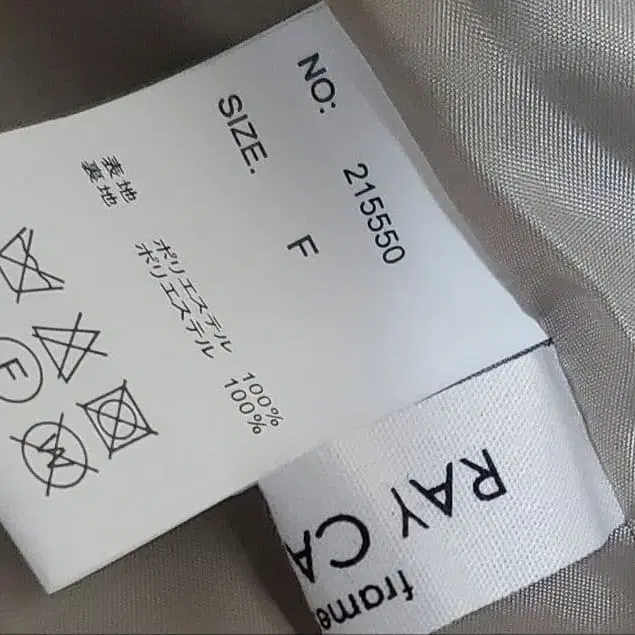 NO: 215550
SIZE. F
表地 ポリエステル 100%
裏地 ポリエステル 100%
F
W
RAY CA
frame